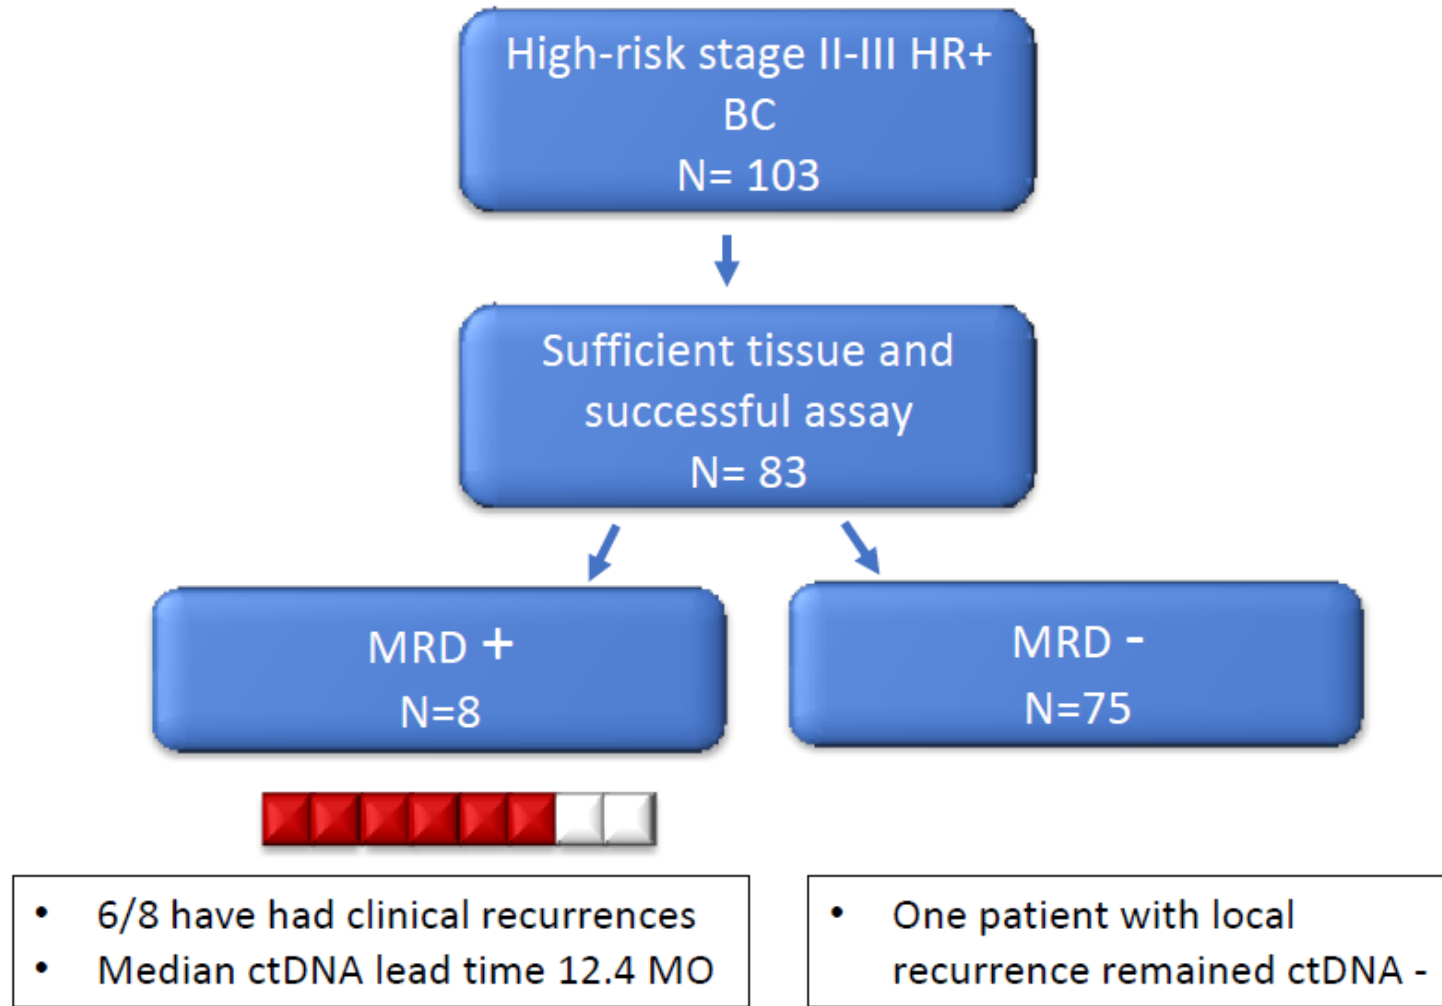 High-risk stage II-III HR+
BC
N= 103
Sufficient tissue and
successful assay
N= 83
MRD +
N=8
MRD -
N=75
• 6/8 have had clinical recurrences
• Median ctDNA lead time 12.4 MO
• One patient with local
recurrence remained ctDNA -